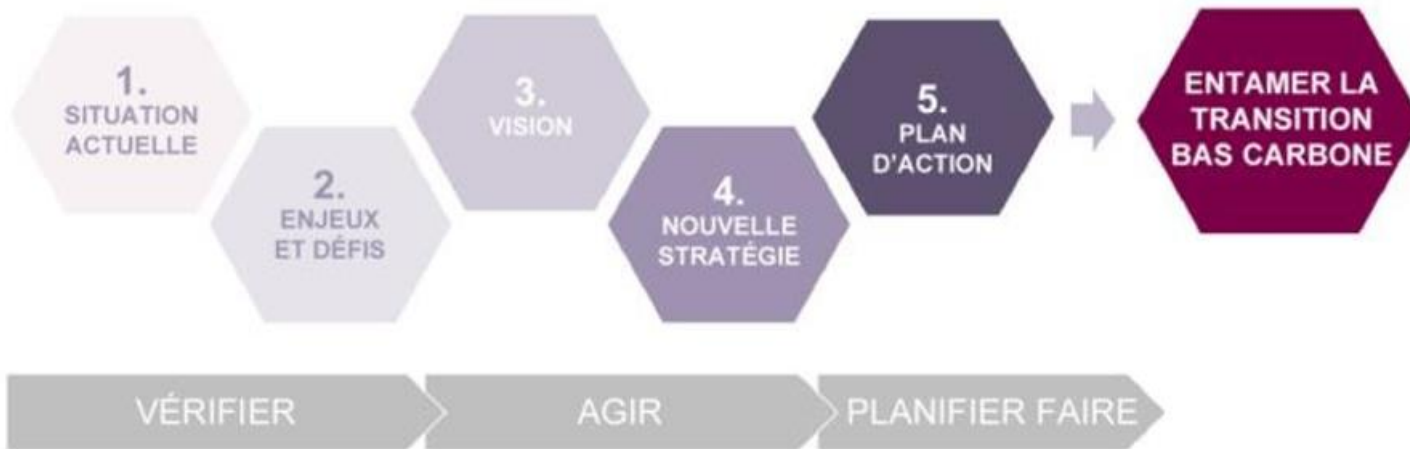 1.
SITUATION
ACTUELLE
2.
ENJEUX
ET DÉFIS
3.
VISION
4.
NOUVELLE
STRATÉGIE
5.
PLAN
D'ACTION
ENTAMER LA
TRANSITION
BAS CARBONE
VÉRIFIER
AGIR
PLANIFIER FAIRE